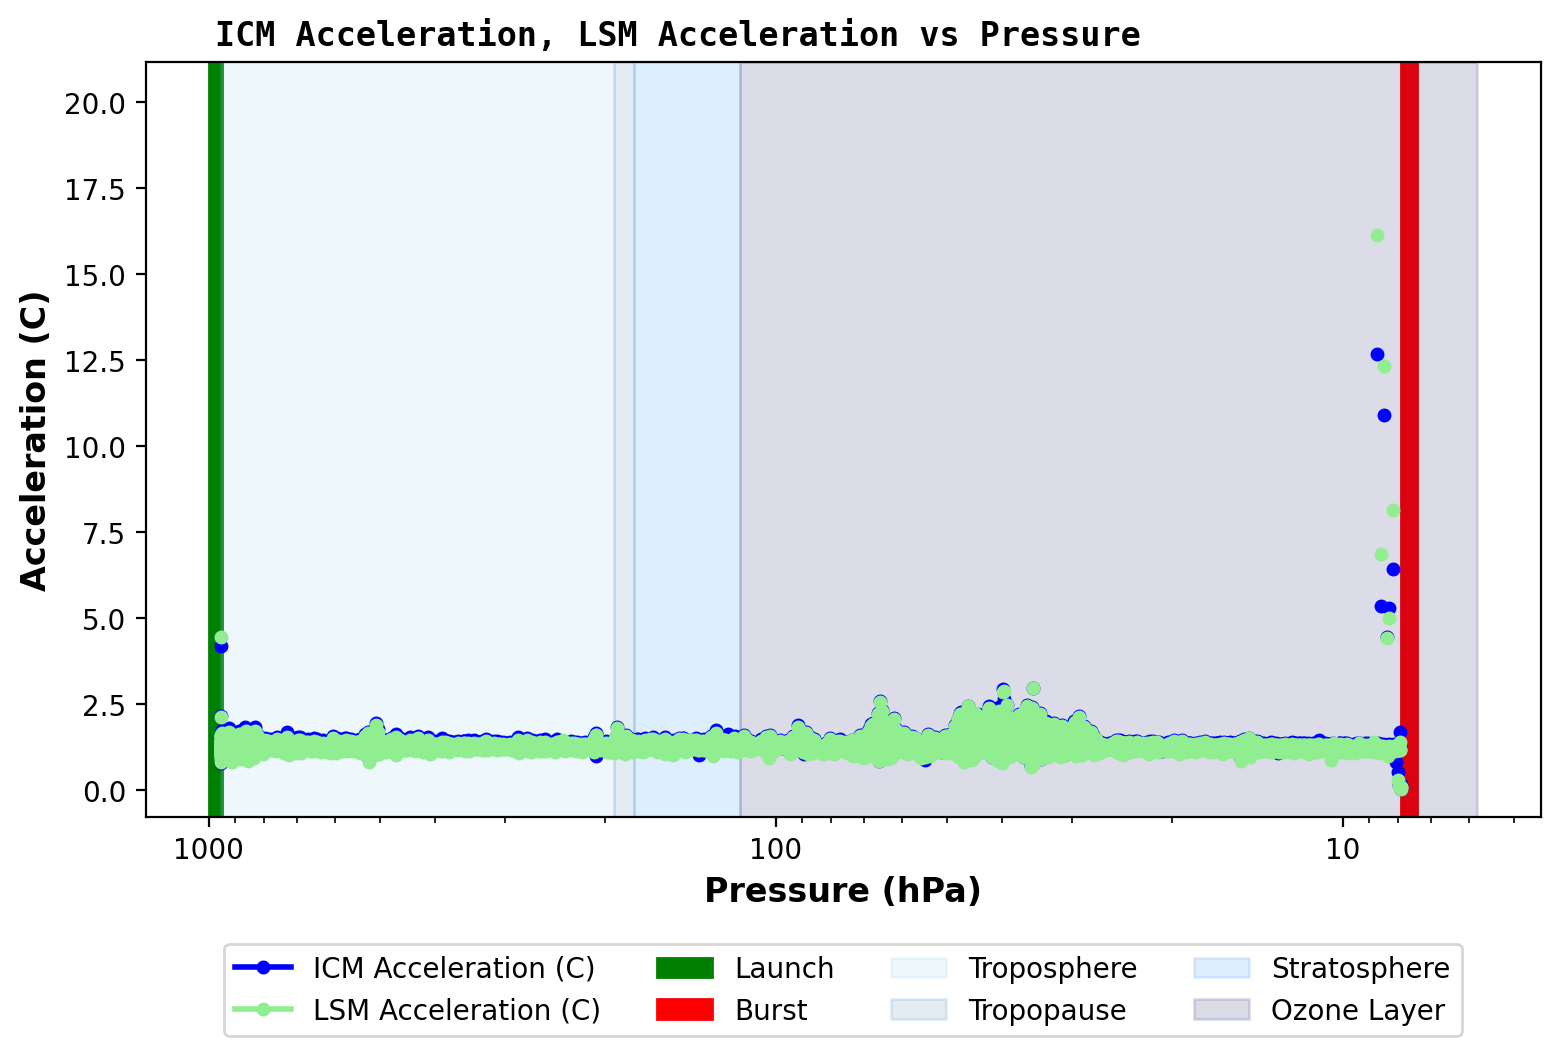 ICM Acceleration, LSM Acceleration vs Pressure
Acceleration (C)
20.0
17.5
15.0
12.5
10.0
7.5
5.0
2.5
0.0
1000 100 10
Pressure (hPa)
ICM Acceleration (C) Launch Troposphere Stratosphere
LSM Acceleration (C) Burst Tropopause Ozone Layer